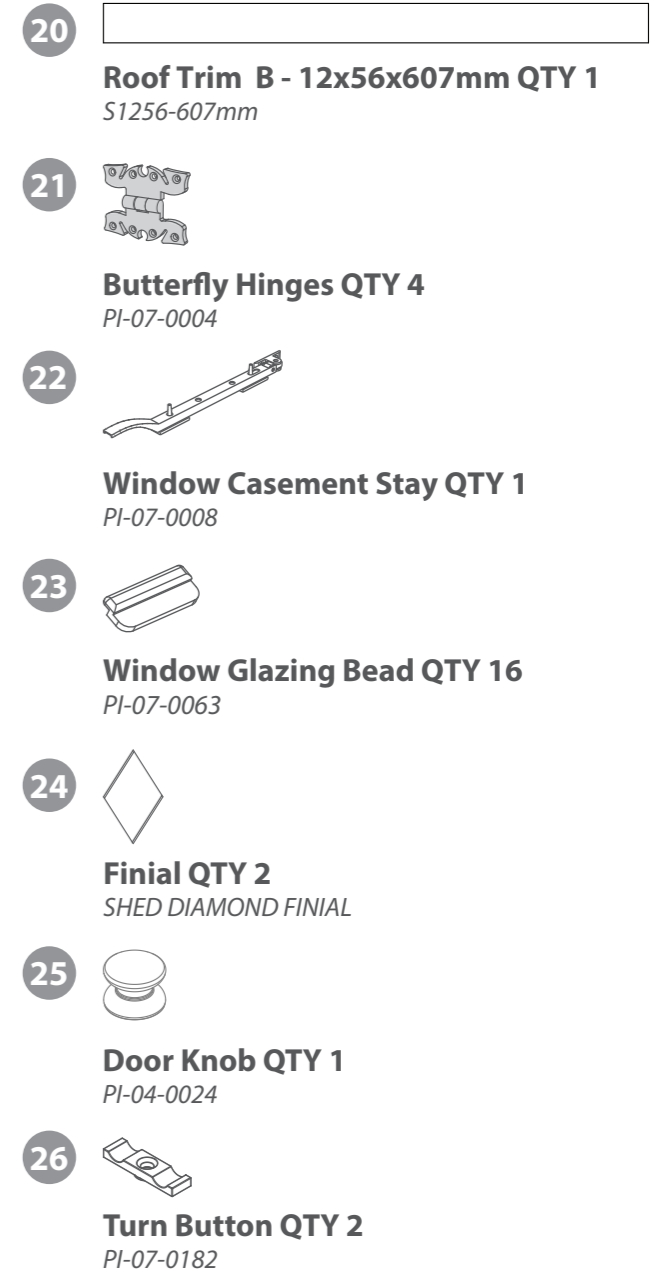 20
Roof Trim B - 12x56x607mm QTY 1
S1256-607mm
21
Butterfly Hinges QTY 4
PI-07-0004
22
Window Casement Stay QTY 1
PI-07-0008
23
Window Glazing Bead QTY 16
PI-07-0063
24
Finial QTY 2
SHED DIAMOND FINIAL
25
Door Knob QTY 1
PI-04-0024
26
Turn Button QTY 2
PI-07-0182